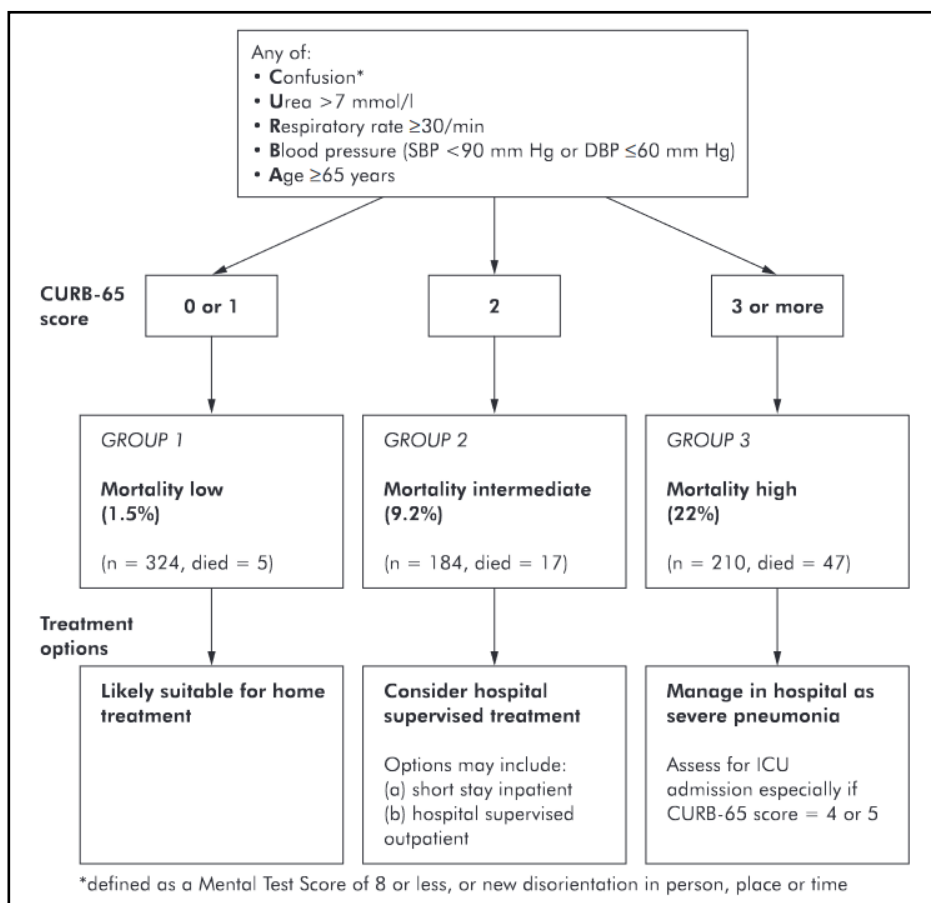 Any of:
• Confusion*
• Urea >7 mmol/l
• Respiratory rate ≥30/min
• Blood pressure (SBP <90 mm Hg or DBP ≤60 mm Hg)
• Age ≥65 years
CURB-65
score
0 or 1
2
3 or more
GROUP 1
Mortality low
(1.5%)
(n = 324, died = 5)
GROUP 2
Mortality intermediate
(9.2%)
(n = 184, died = 17)
GROUP 3
Mortality high
(22%)
(n = 210, died = 47)
Treatment
options
Likely suitable for home
treatment
Consider hospital
supervised treatment
Options may include:
(a) short stay inpatient
(b) hospital supervised
outpatient
Manage in hospital as
severe pneumonia
Assess for ICU
admission especially if
CURB-65 score = 4 or 5
*defined as a Mental Test Score of 8 or less, or new disorientation in person, place or time